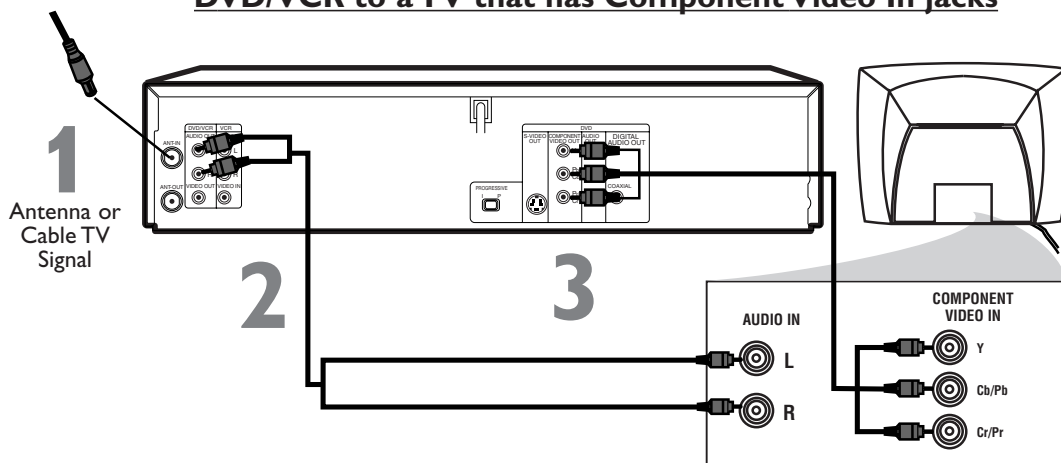 DVD/VCR to a TV that has Component Video In jacks
1
Antenna or
Cable TV
Signal
ANT-IN
ANT-OUT
DVD/VCR
VCR
AUDIO OUT
L
R
VIDEO OUT
VIDEO IN
2
PROGRESSIVE
P
DVD
S-VIDEO
OUT
COMPONENT
VIDEO OUT
AUDIO
OUT
DIGITAL
AUDIO OUT
COAXIAL
3
AUDIO IN
L
R
COMPONENT
VIDEO IN
Y
Cb/Pb
Cr/Pr